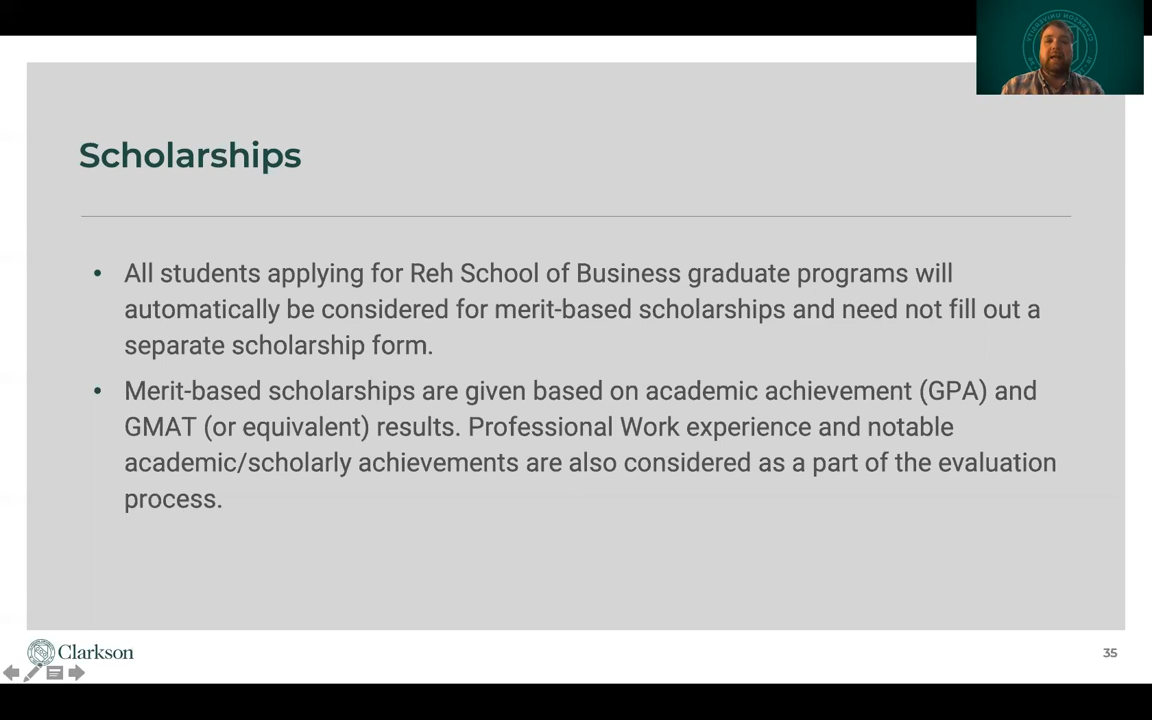 Scholarships
• All students applying for Reh School of Business graduate programs will
automatically be considered for merit-based scholarships and need not fill out a
separate scholarship form.
• Merit-based scholarships are given based on academic achievement (GPA) and
GMAT (or equivalent) results. Professional Work experience and notable
academic/scholarly achievements are also considered as a part of the evaluation
process.
Clarkson
35